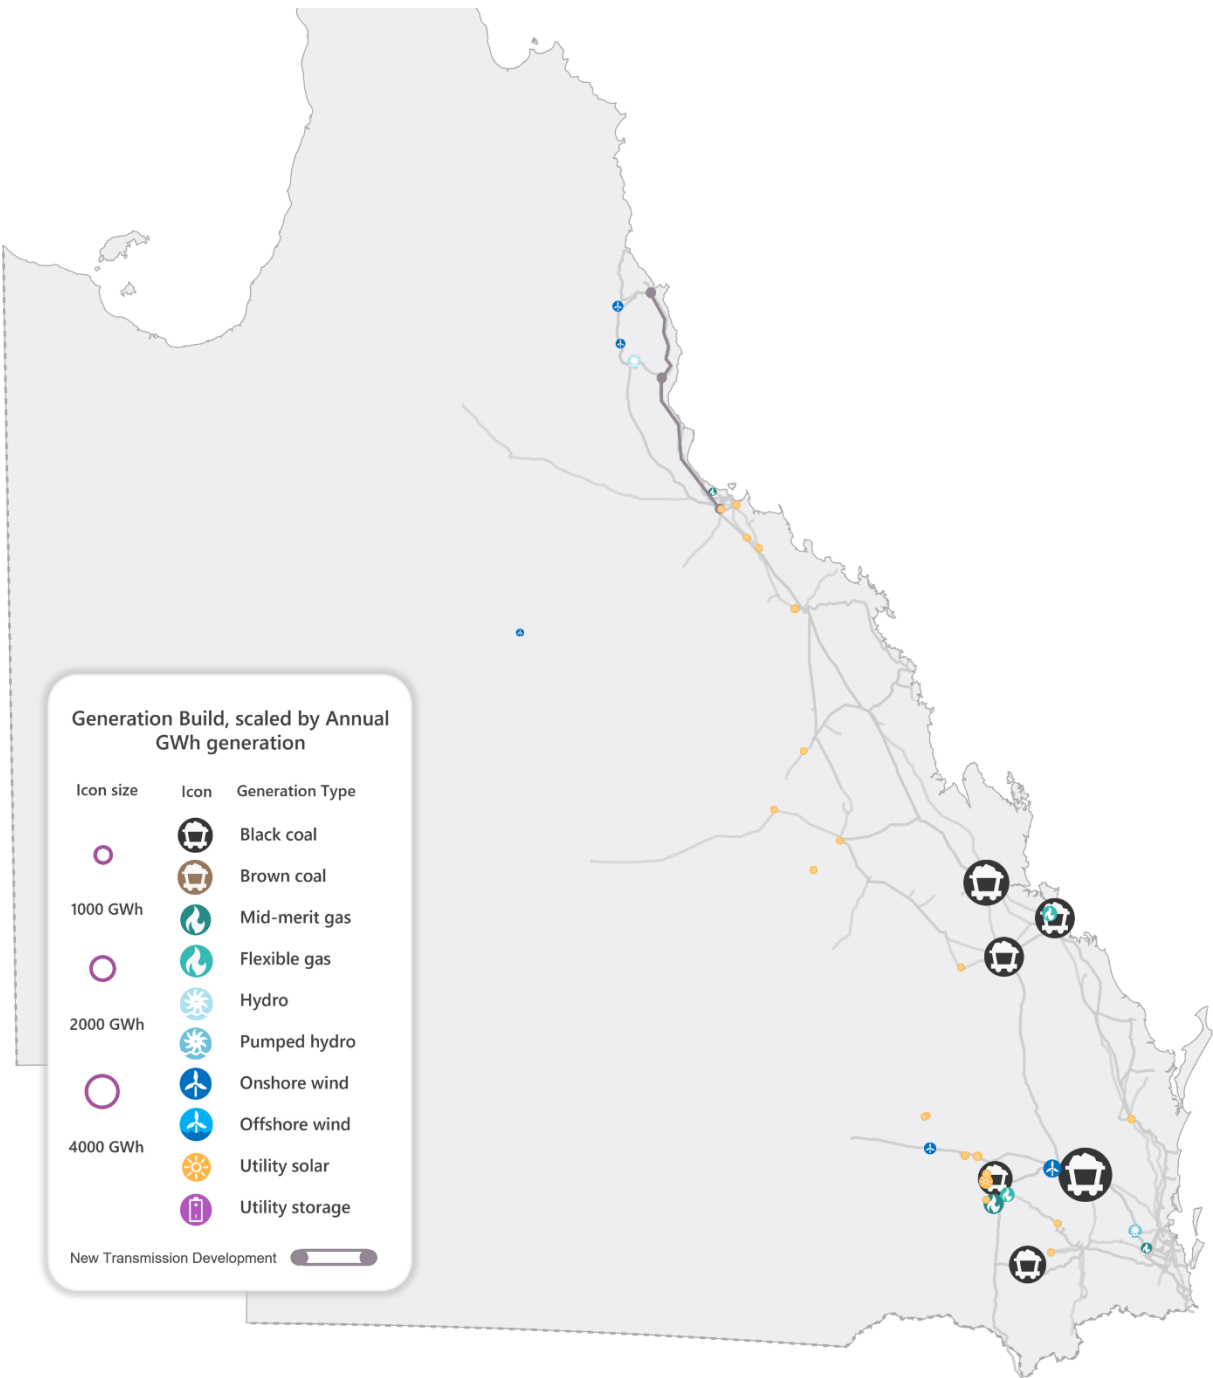 Generation Build, scaled by Annual
GWh generation
Icon size
Icon
Generation Type
Black coal
Brown coal
1000 GWh
Mid-merit gas
Flexible gas
Hydro
2000 GWh
Pumped hydro
Onshore wind
Offshore wind
4000 GWh
Utility solar
Utility storage
New Transmission Development